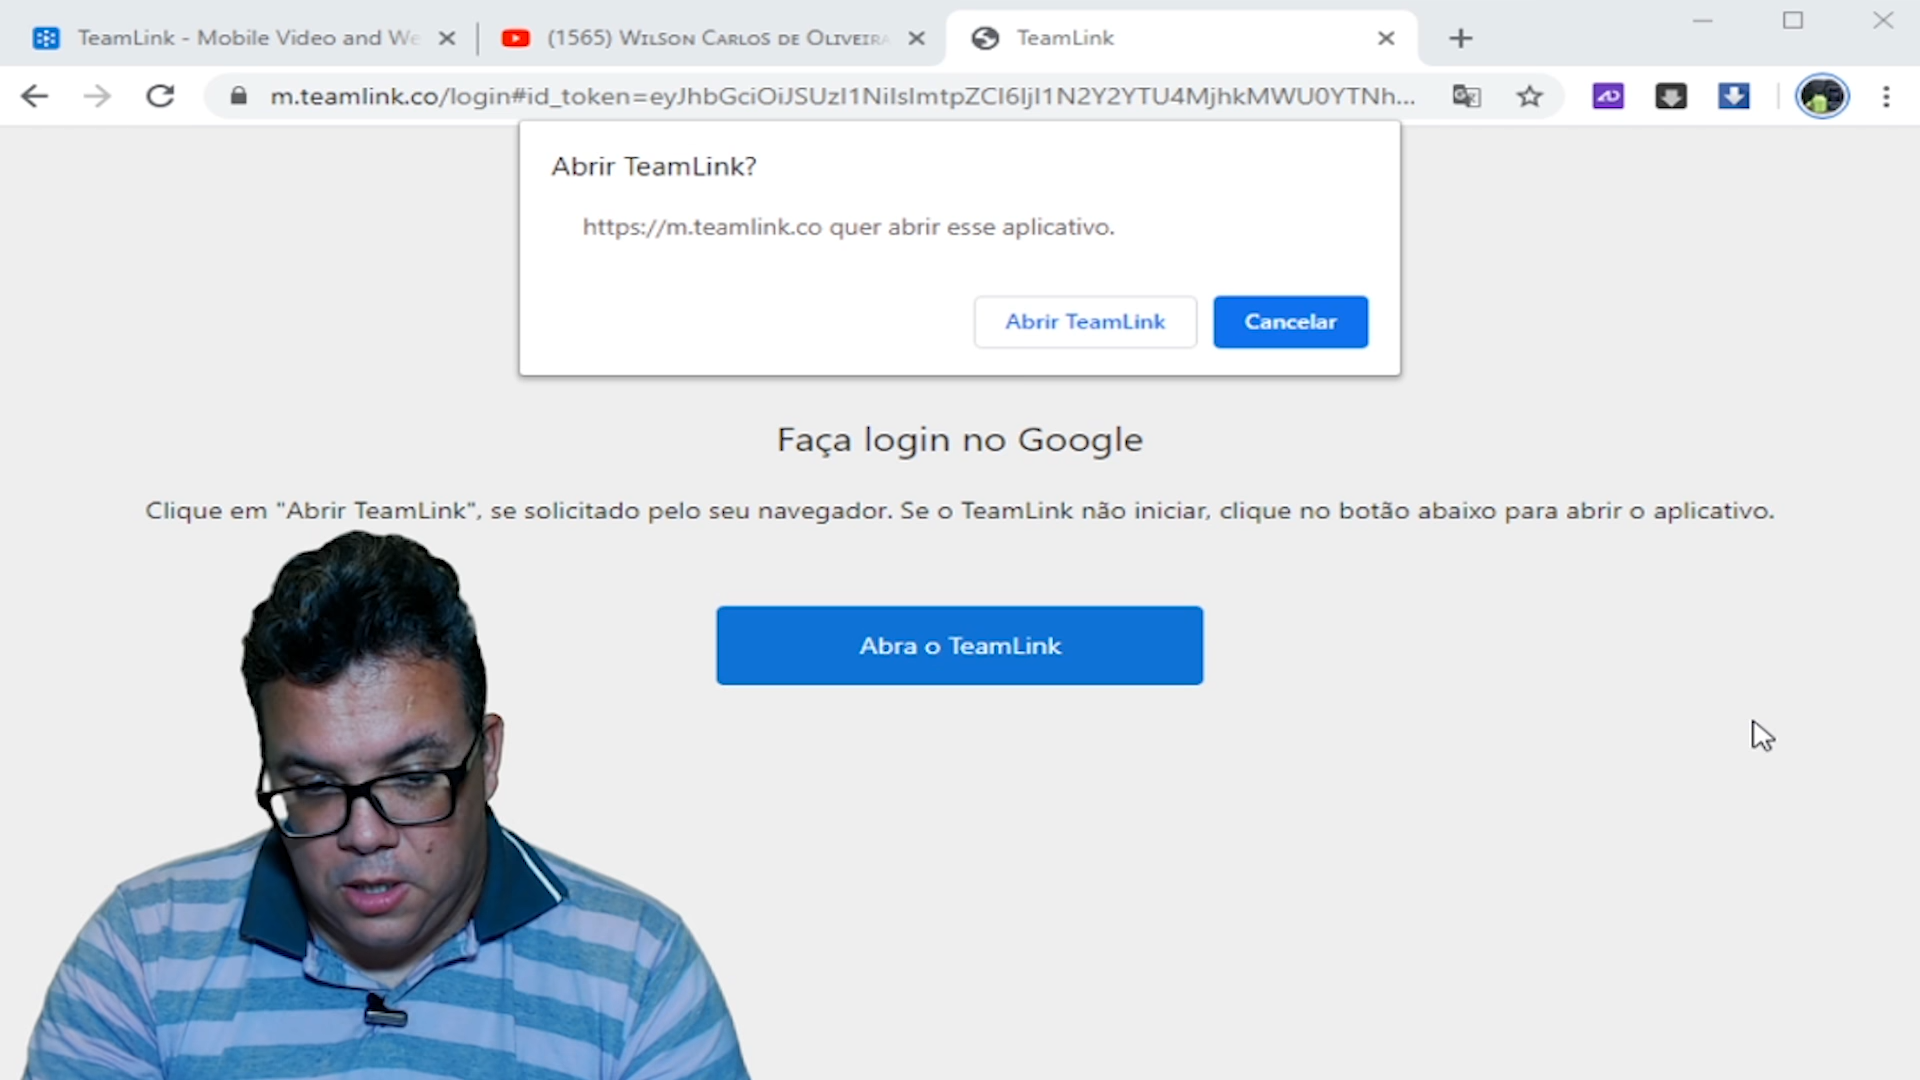 TeamLink - Mobile Video and We
(1565) Wilson Carlos de Oliveira
TeamLink
m.teamlink.co/login#id_token=eyJhbGciOiJSUzI1NiIsImtpZCI6IjI1N2Y2YTU4MjhkMWU0YTNh...
Abrir TeamLink?
https://m.teamlink.co quer abrir esse aplicativo.
Abrir TeamLink
Cancelar
Faça login no Google
Clique em "Abrir TeamLink", se solicitado pelo seu navegador. Se o TeamLink não iniciar, clique no botão abaixo para abrir o aplicativo.
Abra o TeamLink